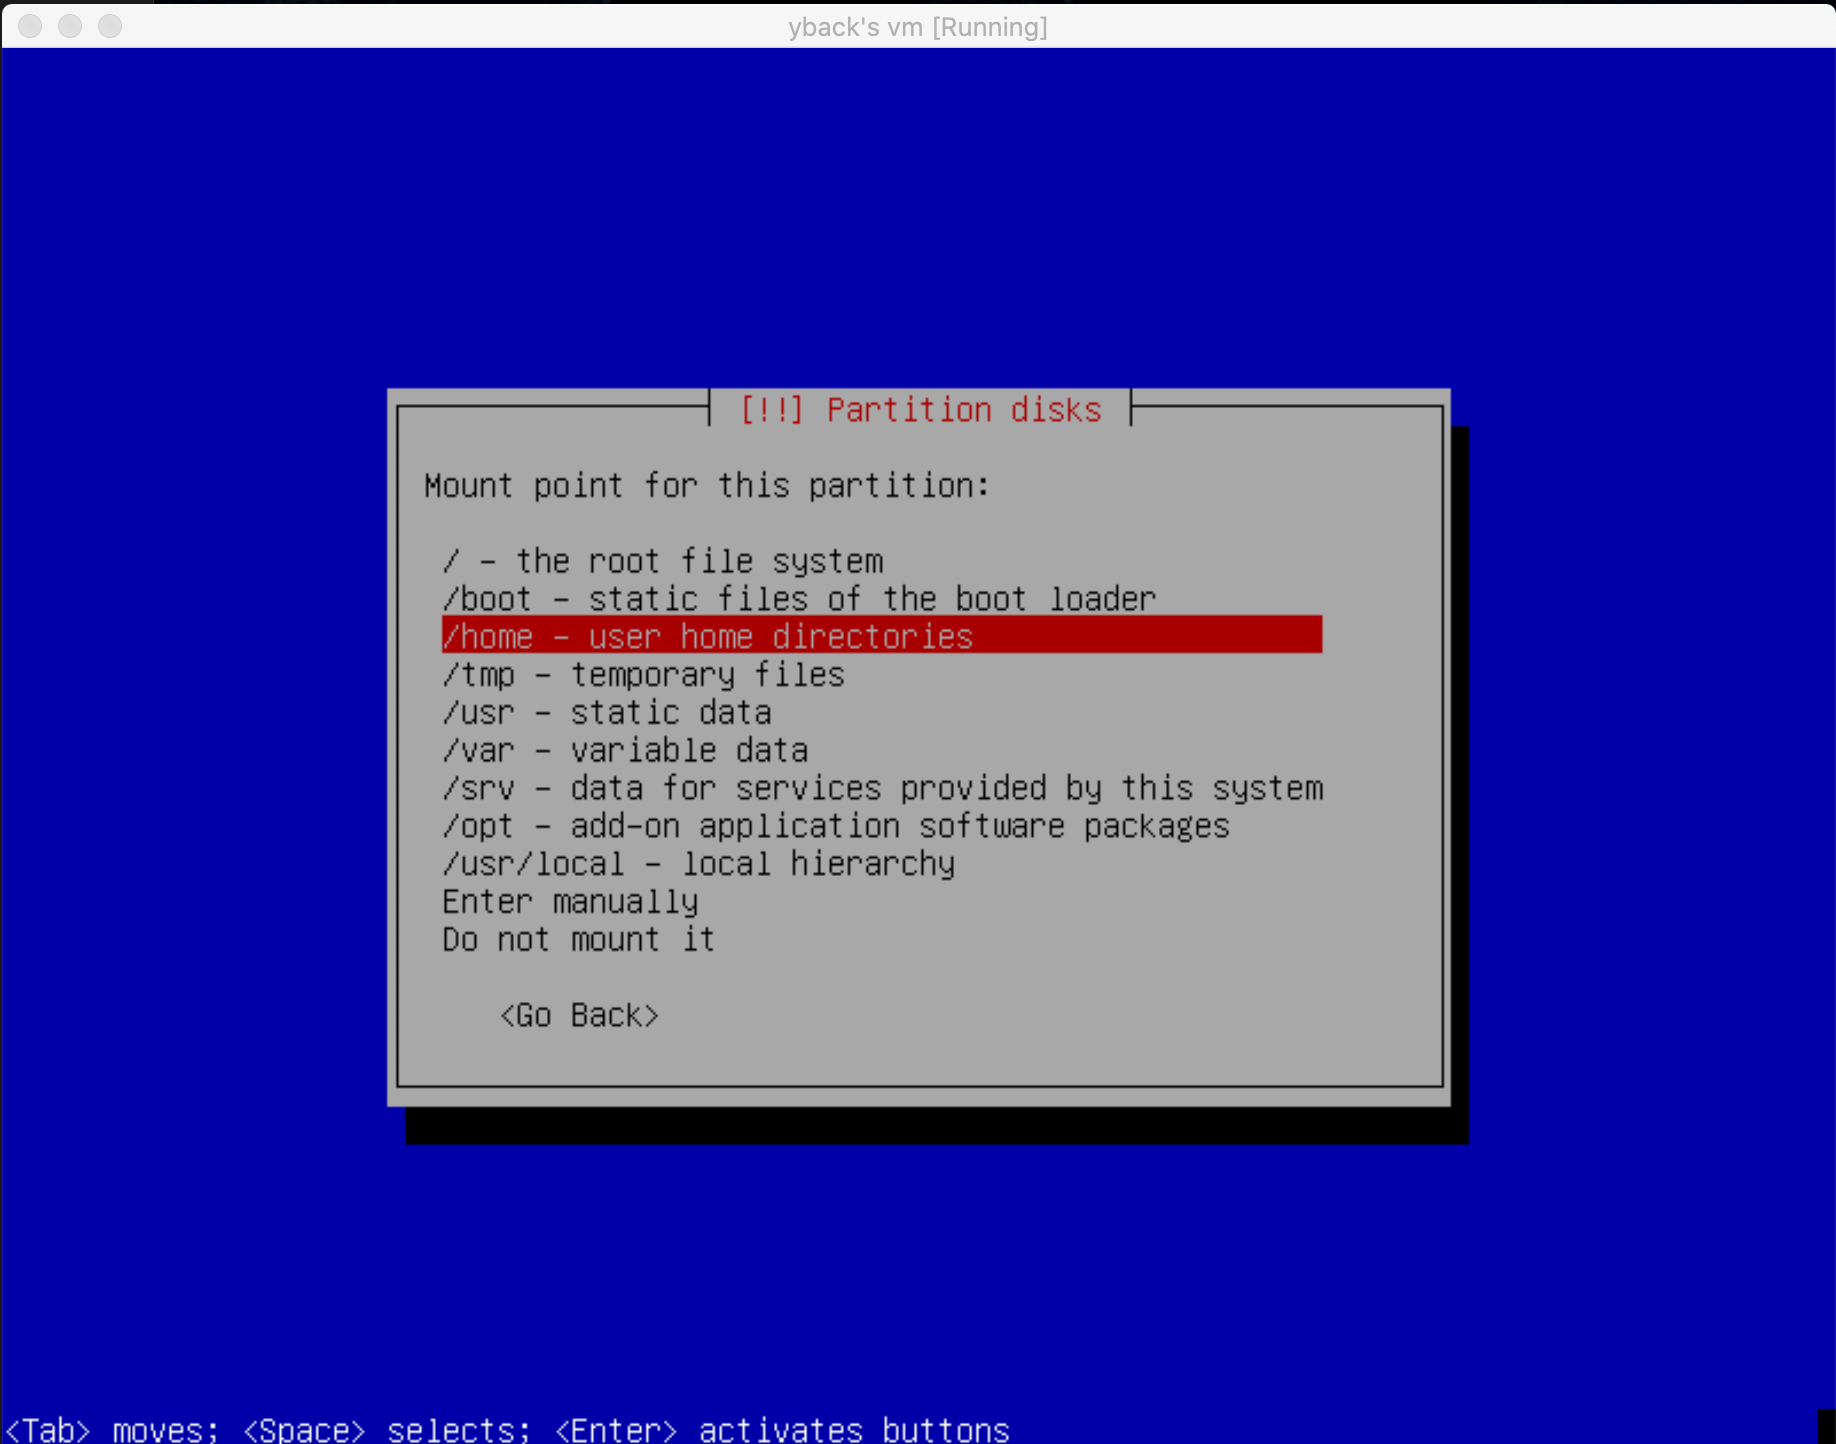 yback's vm [Running]
[!!] Partition disks
Mount point for this partition:
/ - the root file system
/boot - static files of the boot loader
/home - user home directories
/tmp - temporary files
/usr - static data
/var - variable data
/srv - data for services provided by this system
/opt - add-on application software packages
/usr/local - local hierarchy
Enter manually
Do not mount it
<Go Back>
<Tab> moves; <Space> selects; <Enter> activates buttons